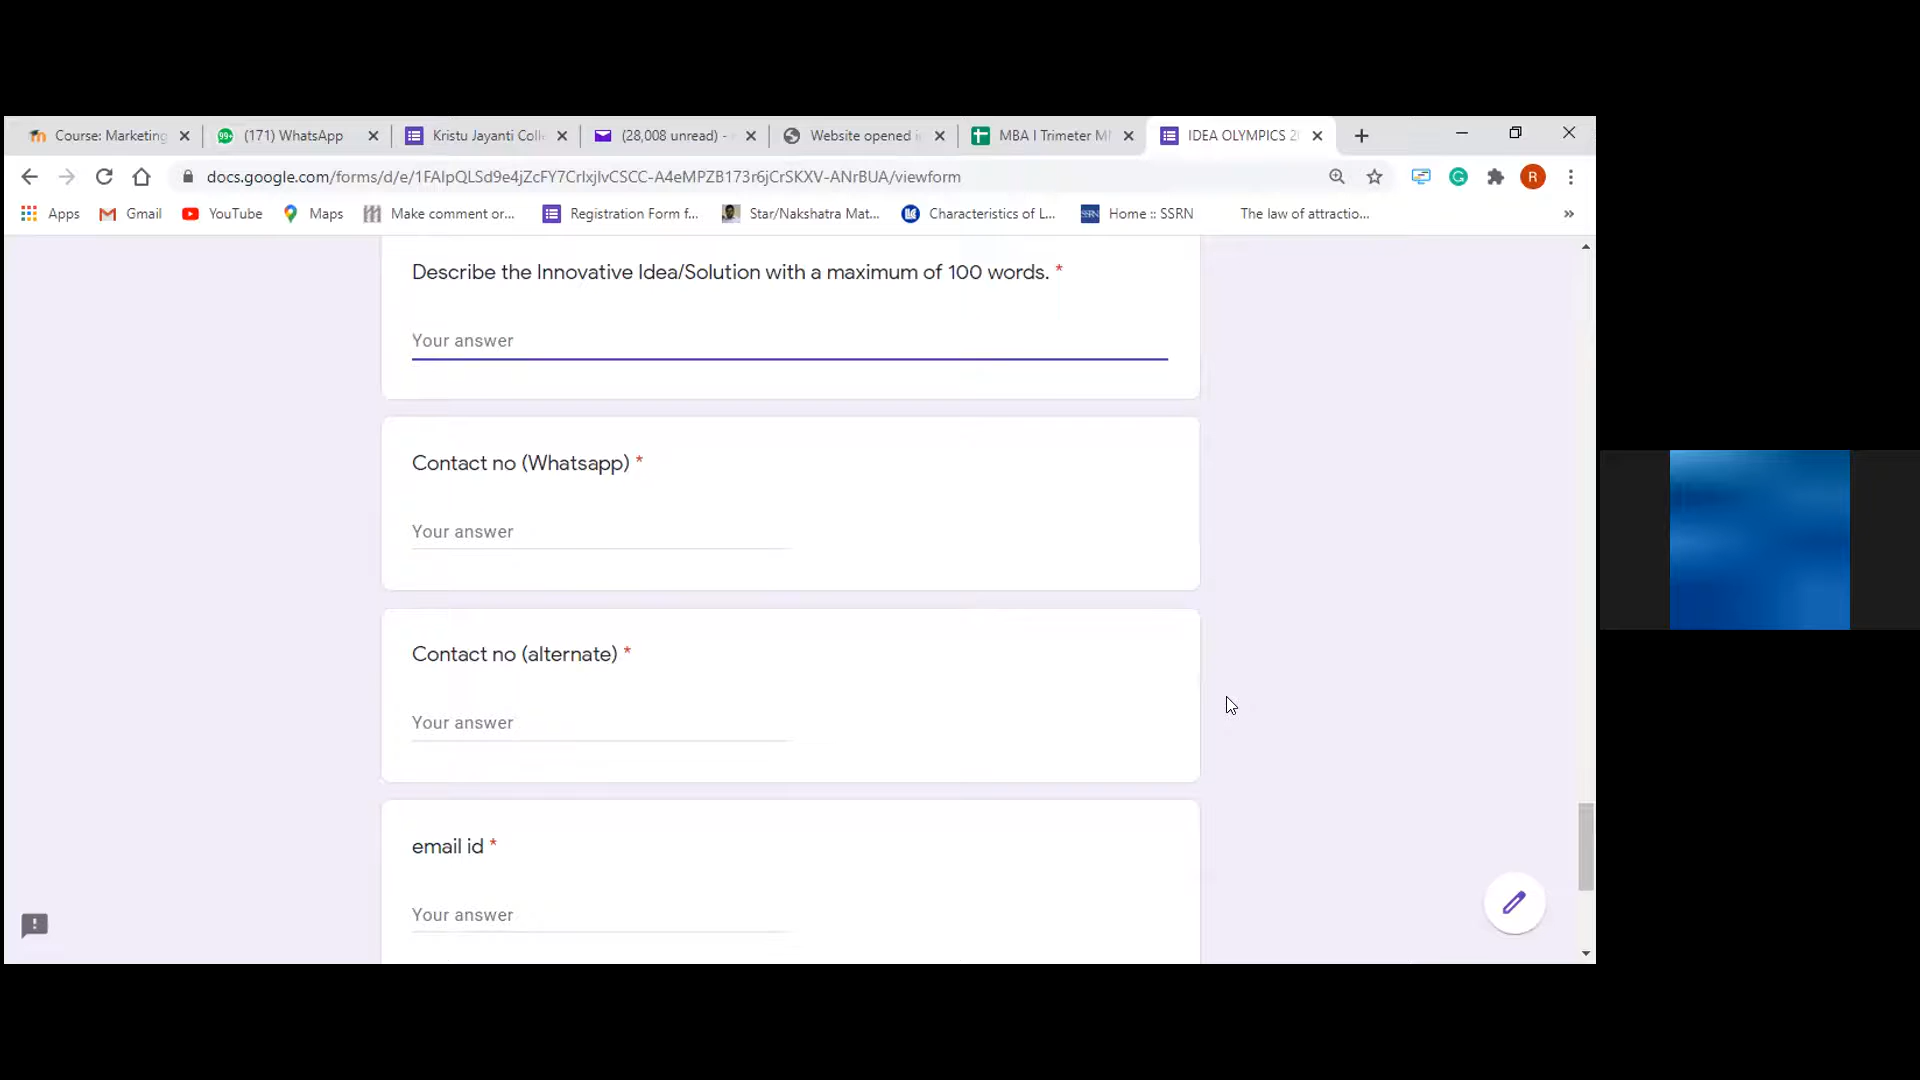 Course: Marketing
(171) WhatsApp
Kristu Jayanti Coll
(28,008 unread) -
Website opened i
MBA I Trimeter M
IDEA OLYMPICS 2
docs.google.com/forms/d/e/1FAIpQLSd9e4jZcFY7CrIxjIvCSCC-A4eMPZB173r6jCrSKXV-ANrBUA/viewform
R
Apps
Gmail
YouTube
Maps
Make comment or...
Registration Form f...
Star/Nakshatra Mat...
Characteristics of L...
Home :: SSRN
The law of attractio...
Describe the Innovative Idea/Solution with a maximum of 100 words. *
Your answer
Contact no (Whatsapp) *
Your answer
Contact no (alternate) *
Your answer
email id *
Your answer